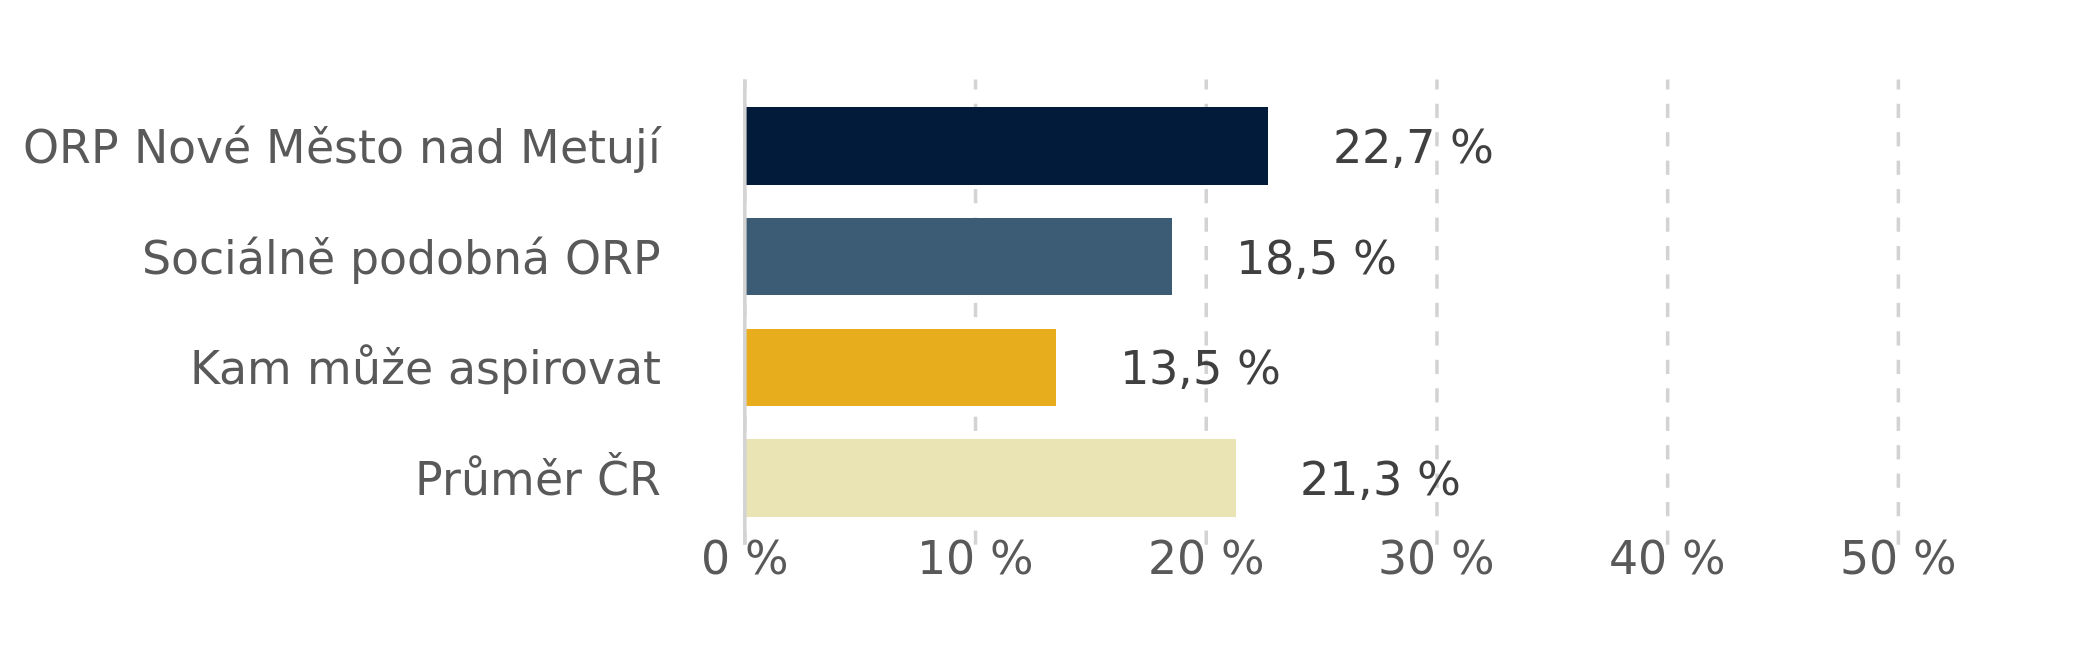 ORP Nové Město nad Metují
22,7 %
Sociálně podobná ORP
18,5 %
Kam může aspirovat
13,5 %
Průměr ČR
21,3 %
0 % 10 % 20 % 30 % 40 % 50 %